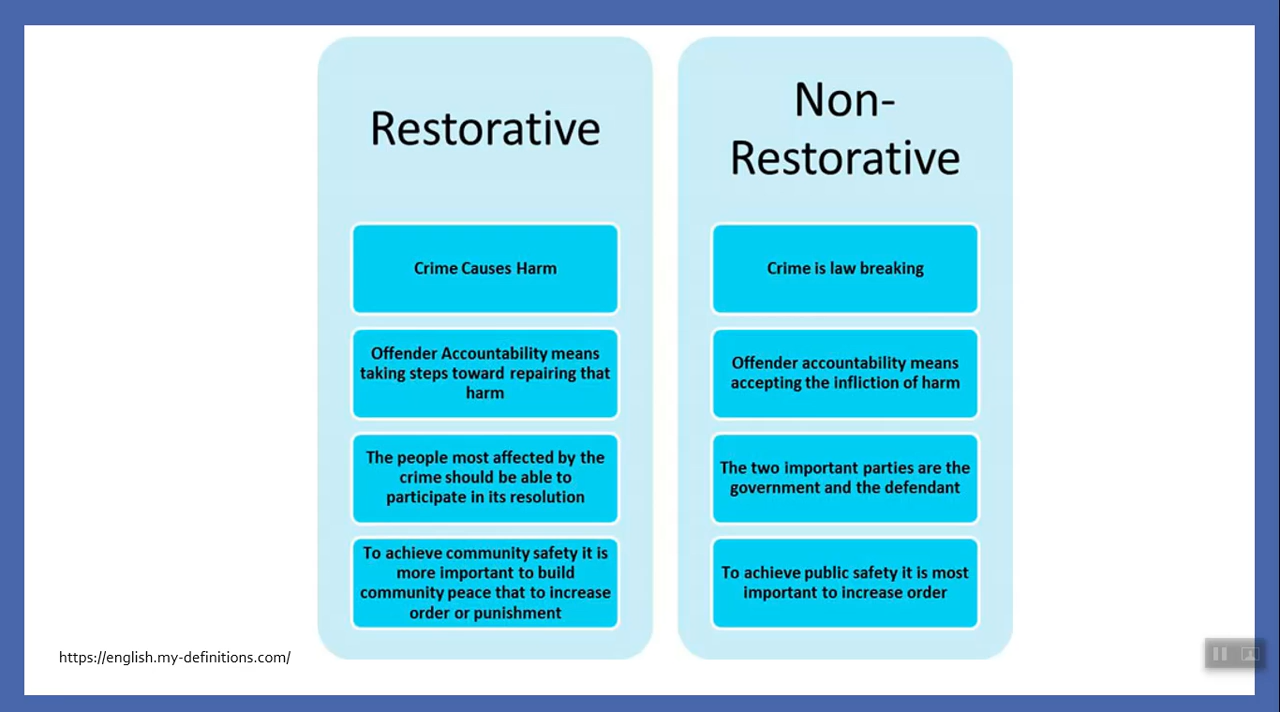 Restorative
Crime Causes Harm
Offender Accountability means
taking steps toward repairing that
harm
The people most affected by the
crime should be able to
participate in its resolution
To achieve community safety it is
more important to build
community peace that to increase
order or punishment
Non-
Restorative
Crime is law breaking
Offender accountability means
accepting the infliction of harm
The two important parties are the
government and the defendant
To achieve public safety it is most
important to increase order
https://english.my-definitions.com/